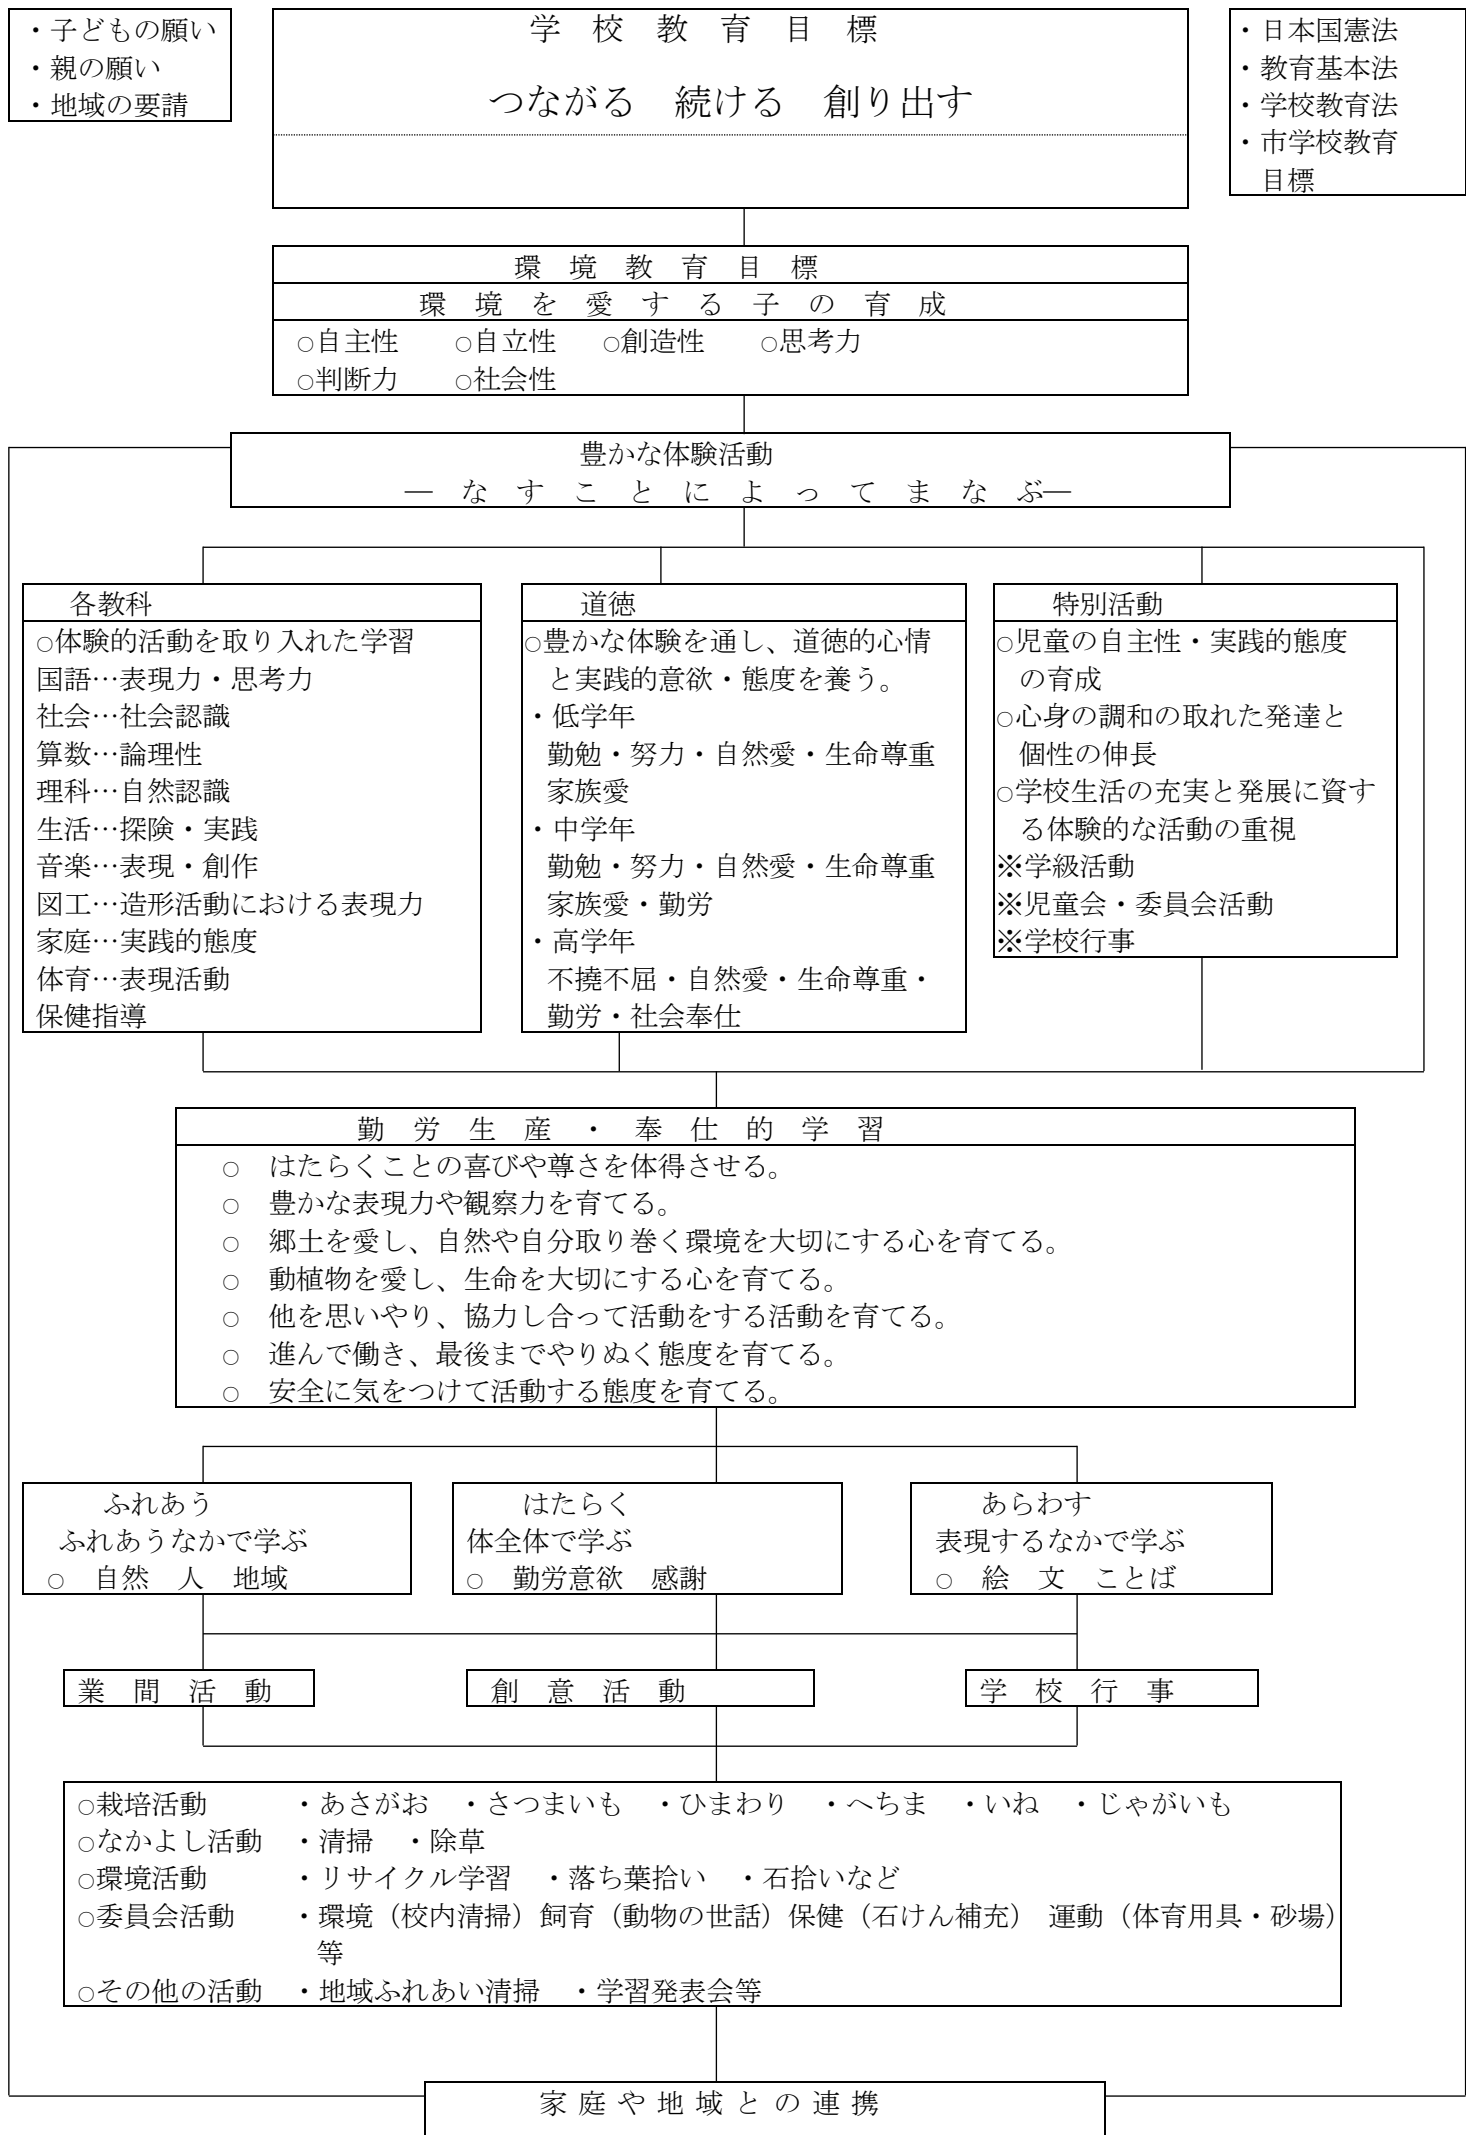 ・子どもの願い
・親の願い
・地域の要請
学 校 教 育 目 標
つながる 続ける 創り出す
・日本国憲法
・教育基本法
・学校教育法
・市学校教育
目標
環 境 教 育 目 標
環 境 を 愛 す る 子 の 育 成
○自主性 ○自立性 ○創造性 ○思考力
○判断力 ○社会性
豊かな体験活動
― な す こ と に よ っ て ま な ぶ―
各教科
○体験的活動を取り入れた学習
国語…表現力・思考力
社会…社会認識
算数…論理性
理科…自然認識
生活…探険・実践
音楽…表現・創作
図工…造形活動における表現力
家庭…実践的態度
体育…表現活動
保健指導
道徳
○豊かな体験を通し、道徳的心情
と実践的意欲・態度を養う。
・低学年
勤勉・努力・自然愛・生命尊重
家族愛
・中学年
勤勉・努力・自然愛・生命尊重
家族愛・勤労
・高学年
不撓不屈・自然愛・生命尊重・
勤労・社会奉仕
特別活動
○児童の自主性・実践的態度
の育成
○心身の調和の取れた発達と
個性の伸長
○学校生活の充実と発展に資す
る体験的な活動の重視
※学級活動
※児童会・委員会活動
※学校行事
勤 労 生 産 ・ 奉 仕 的 学 習
○ はたらくことの喜びや尊さを体得させる。
○ 豊かな表現力や観察力を育てる。
○ 郷土を愛し、自然や自分取り巻く環境を大切にする心を育てる。
○ 動植物を愛し、生命を大切にする心を育てる。
○ 他を思いやり、協力し合って活動をする活動を育てる。
○ 進んで働き、最後までやりぬく態度を育てる。
○ 安全に気をつけて活動する態度を育てる。
ふれあう
ふれあうなかで学ぶ
○ 自然 人 地域
はたらく
体全体で学ぶ
○ 勤労意欲 感謝
あらわす
表現するなかで学ぶ
○ 絵 文 ことば
業 間 活 動
創 意 活 動
学 校 行 事
○栽培活動 ・あさがお ・さつまいも ・ひまわり ・へちま ・いね ・じゃがいも
○なかよし活動 ・清掃 ・除草
○環境活動 ・リサイクル学習 ・落ち葉拾い ・石拾いなど
○委員会活動 ・環境（校内清掃）飼育（動物の世話）保健（石けん補充） 運動（体育用具・砂場）
等
○その他の活動 ・地域ふれあい清掃 ・学習発表会等
家 庭 や 地 域 と の 連 携